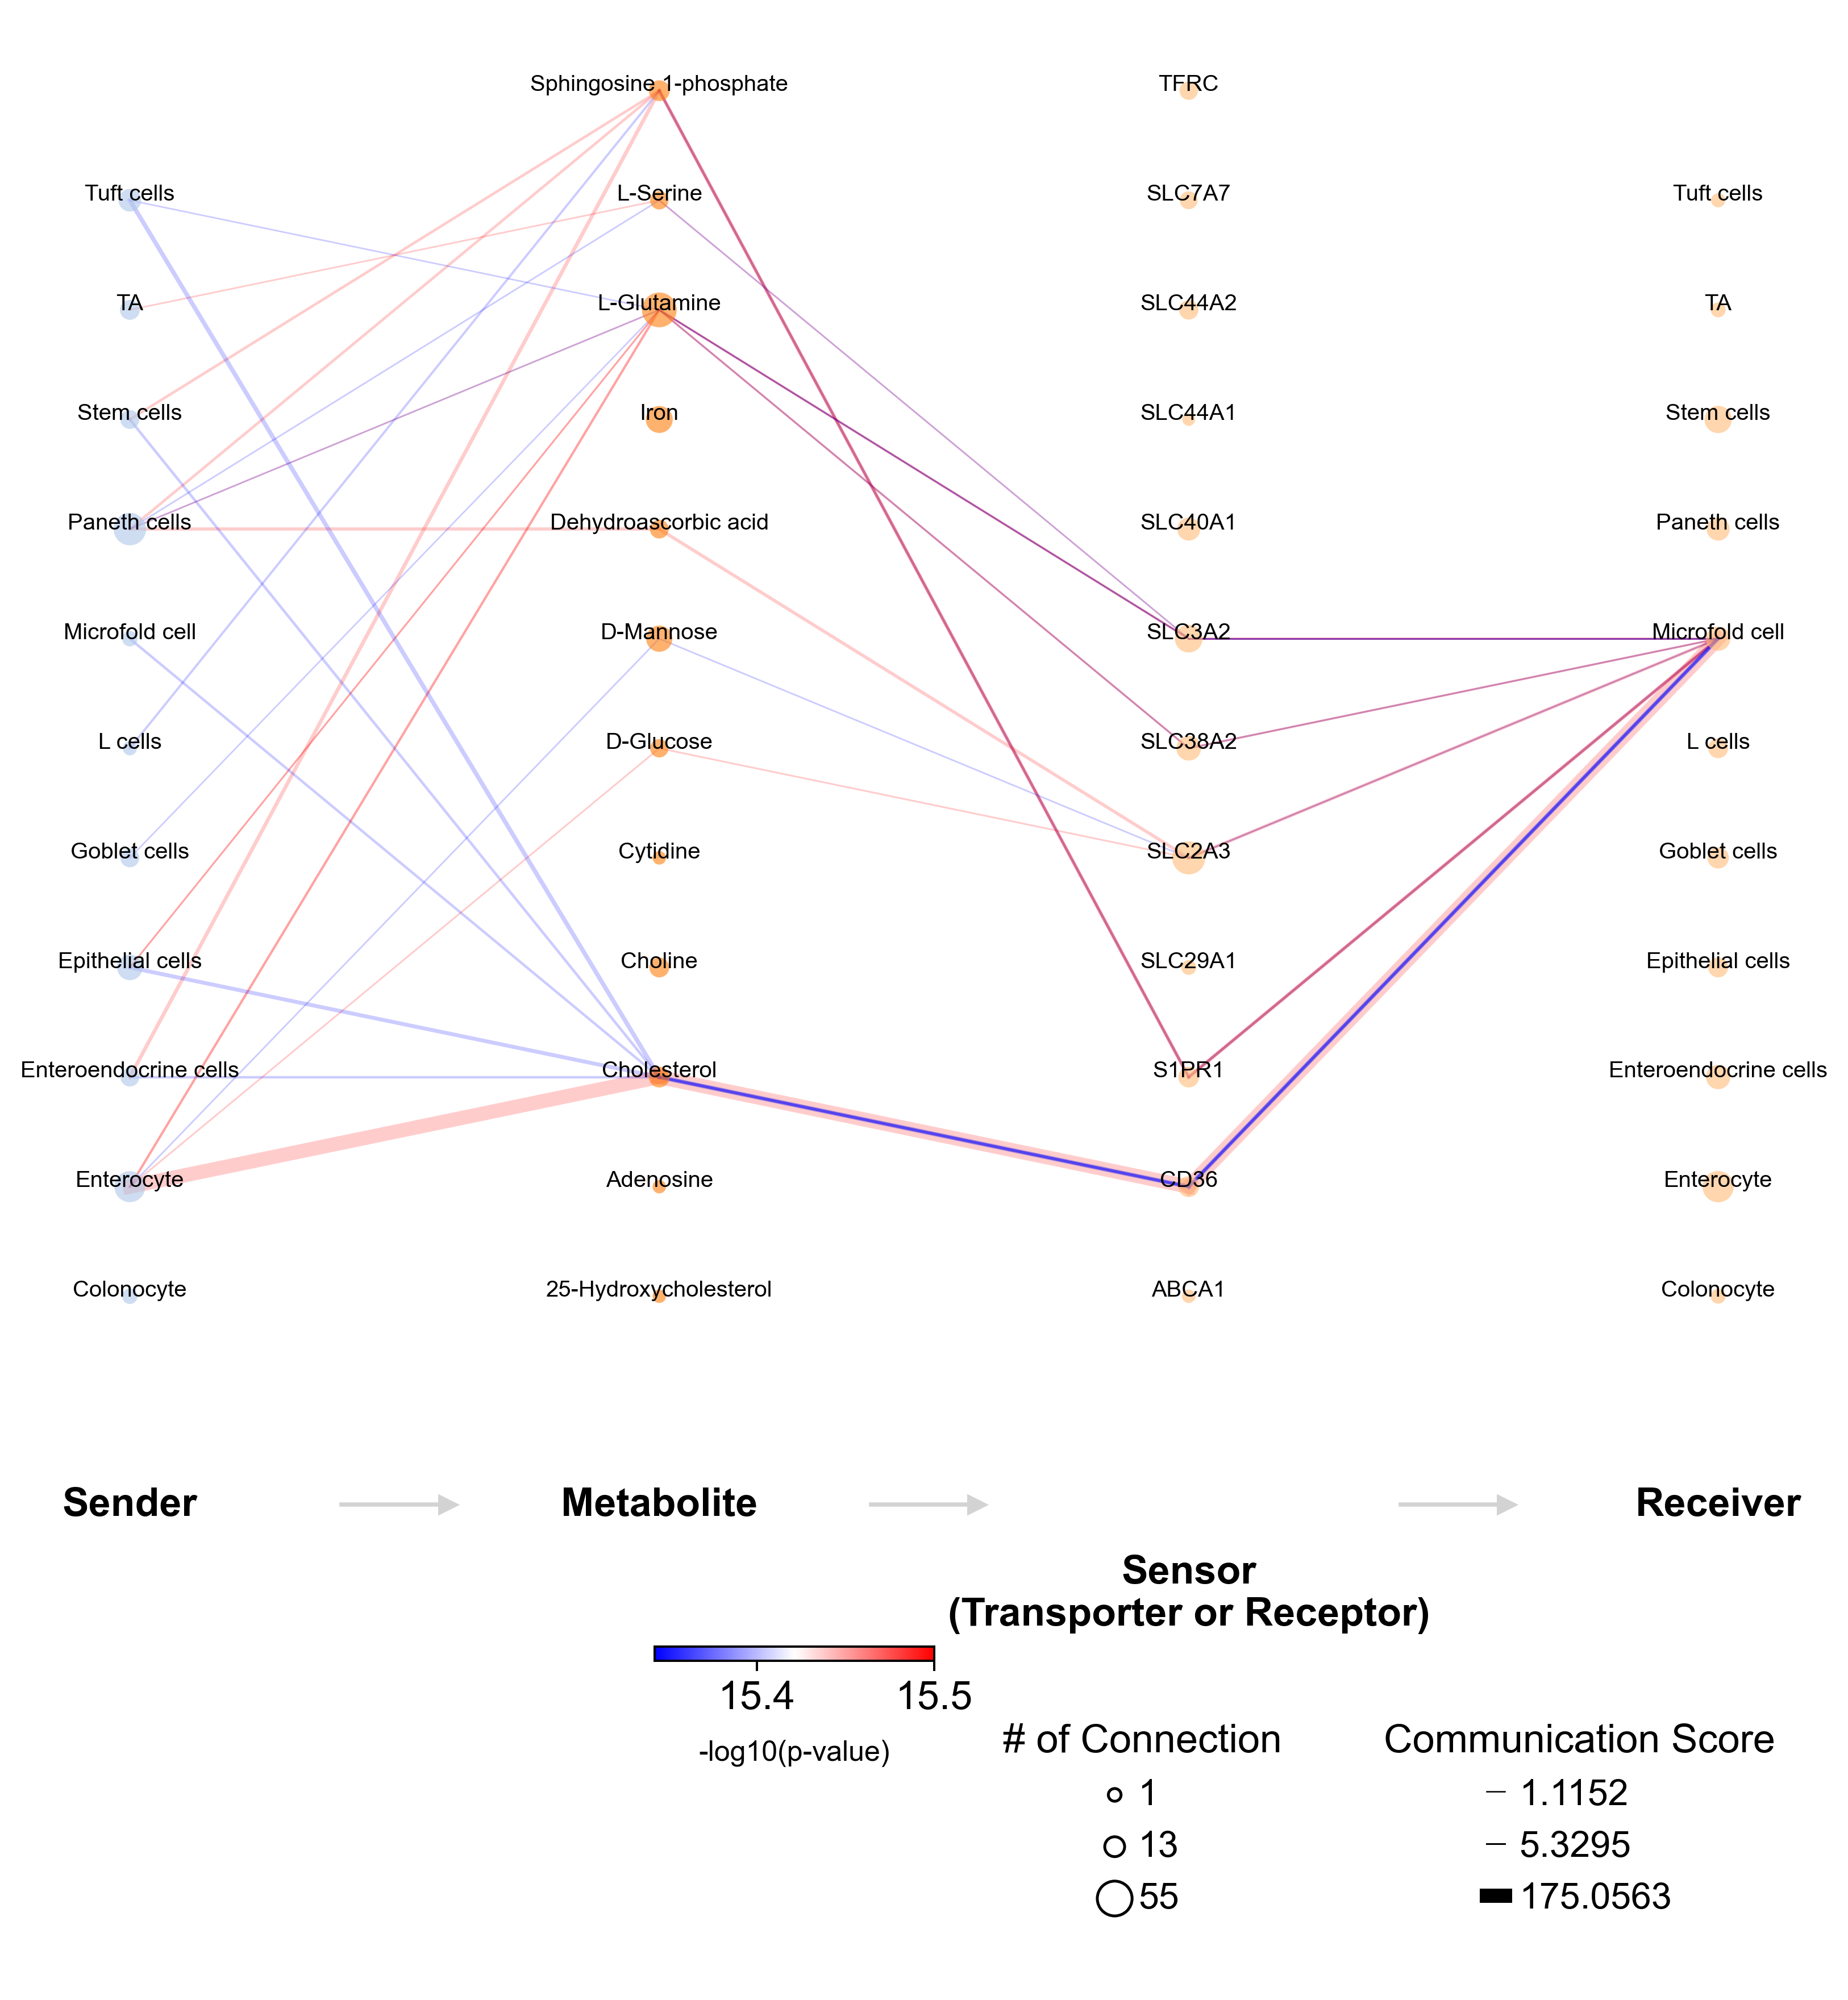 Sphingosine 1-phosphate
TFRC
Tuft cells
L-Serine
SLC7A7
Tuft cells
TA
L-Glutamine
SLC44A2
TA
Stem cells
Iron
SLC44A1
Stem cells
Paneth cells
Dehydroascorbic acid
SLC40A1
Paneth cells
Microfold cell
D-Mannose
SLC3A2
Microfold cell
L cells
D-Glucose
SLC38A2
L cells
Goblet cells
Cytidine
SLC2A3
Goblet cells
Epithelial cells
Choline
SLC29A1
Epithelial cells
Enteroendocrine cells
Cholesterol
S1PR1
Enteroendocrine cells
Enterocyte
Adenosine
CD36
Enterocyte
Colonocyte
25-Hydroxycholesterol
ABCA1
Colonocyte
Sender
Metabolite
Receiver
Sensor
(Transporter or Receptor)
15.4
15.5
-log10(p-value)
# of Connection
1
13
55
Communication Score
1.1152
5.3295
175.0563